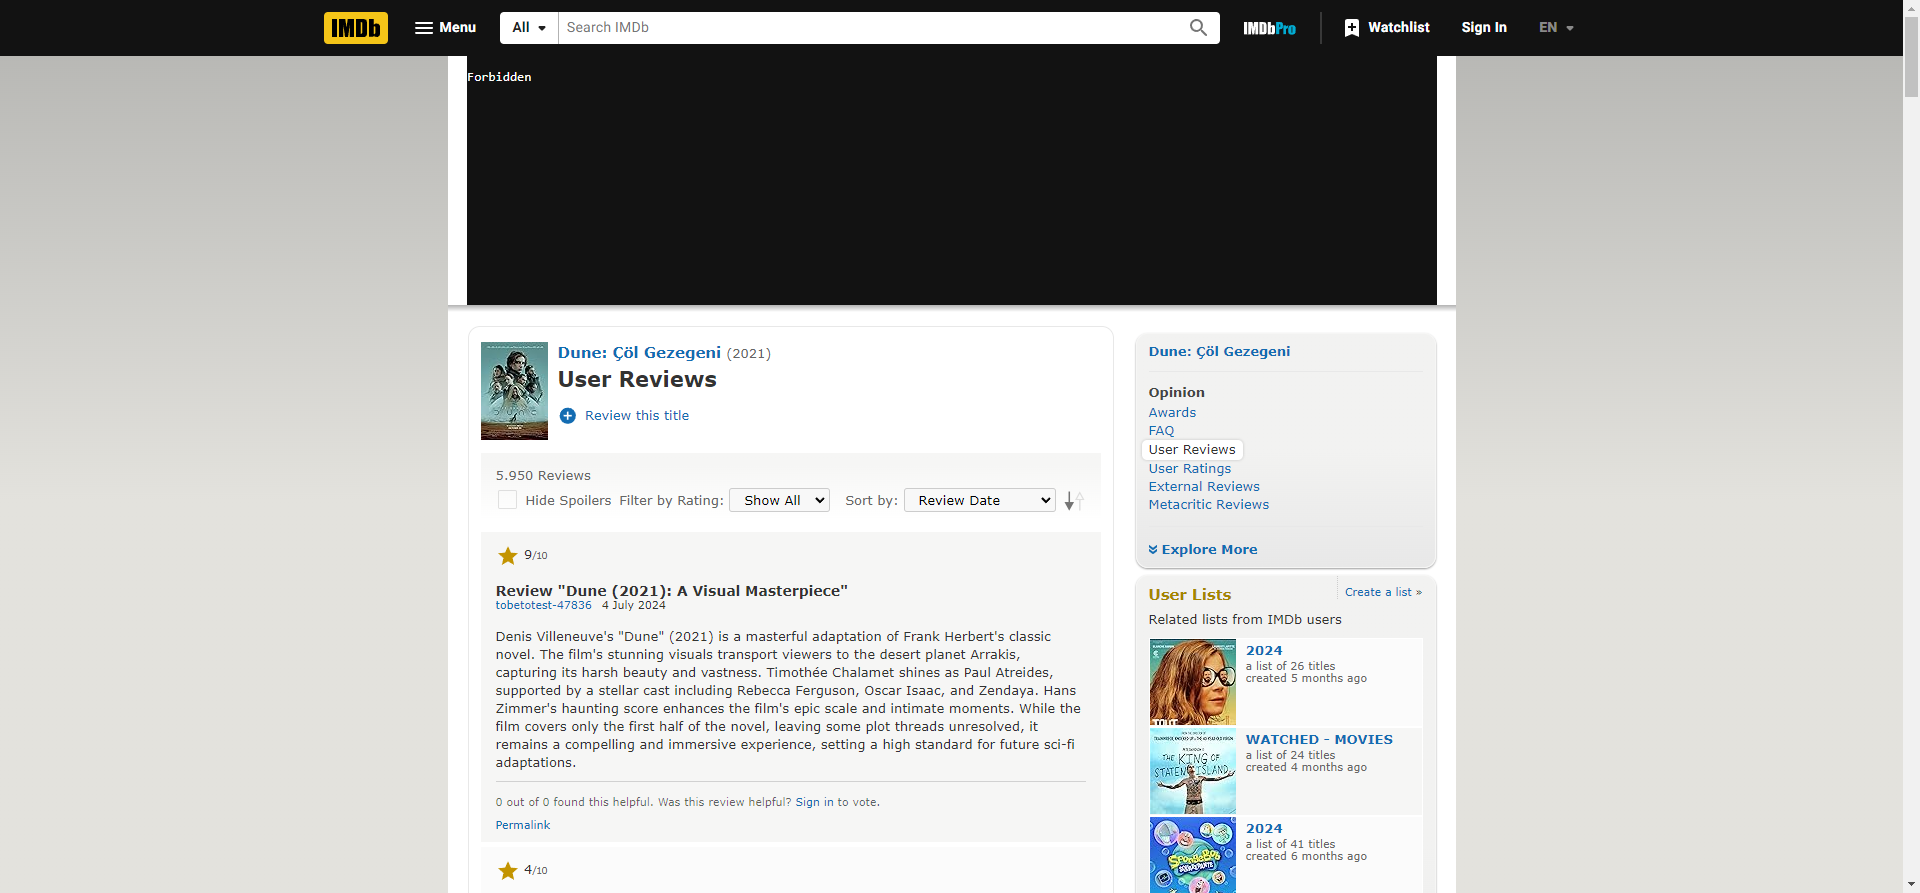 IMDb Menu All Search IMDb IMDbPro Watchlist Sign In EN
Forbidden
Dune: Çöl Gezegeni (2021)
User Reviews
Review this title
5.950 Reviews
Hide Spoilers Filter by Rating: Show All Sort by: Review Date
9/10
Review "Dune (2021): A Visual Masterpiece"
tobetotest-47836 4 July 2024
Denis Villeneuve's "Dune" (2021) is a masterful adaptation of Frank Herbert's classic
novel. The film's stunning visuals transport viewers to the desert planet Arrakis,
capturing its harsh beauty and vastness. Timothée Chalamet shines as Paul Atreides,
supported by a stellar cast including Rebecca Ferguson, Oscar Isaac, and Zendaya. Hans
Zimmer's haunting score enhances the film's epic scale and intimate moments. While the
film covers only the first half of the novel, leaving some plot threads unresolved, it
remains a compelling and immersive experience, setting a high standard for future sci-fi
adaptations.
0 out of 0 found this helpful. Was this review helpful? Sign in to vote.
Permalink
4/10
Dune: Çöl Gezegeni
Opinion
Awards
FAQ
User Reviews
User Ratings
External Reviews
Metacritic Reviews
Explore More
User Lists
Create a list »
Related lists from IMDb users
2024
a list of 26 titles
created 5 months ago
THE KING OF
STATEN ISLAND
WATCHED - MOVIES
a list of 24 titles
created 4 months ago
SpongeBob
2024
a list of 41 titles
created 6 months ago